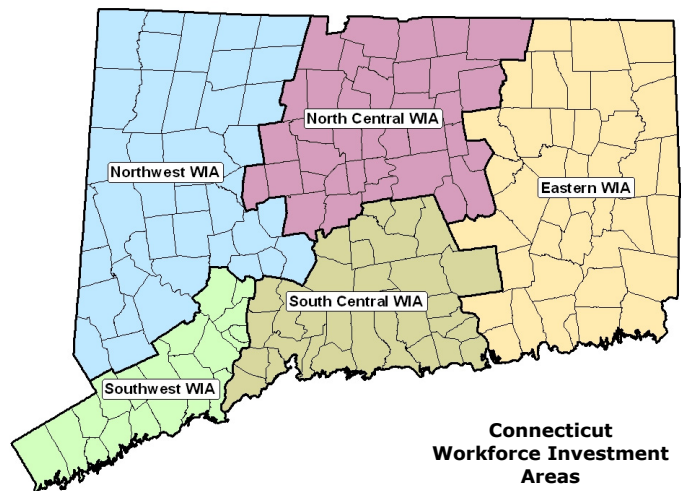 North Central WIA
Northwest WIA
Eastern WIA
South Central WIA
Southwest WIA
Connecticut
Workforce Investment
Areas